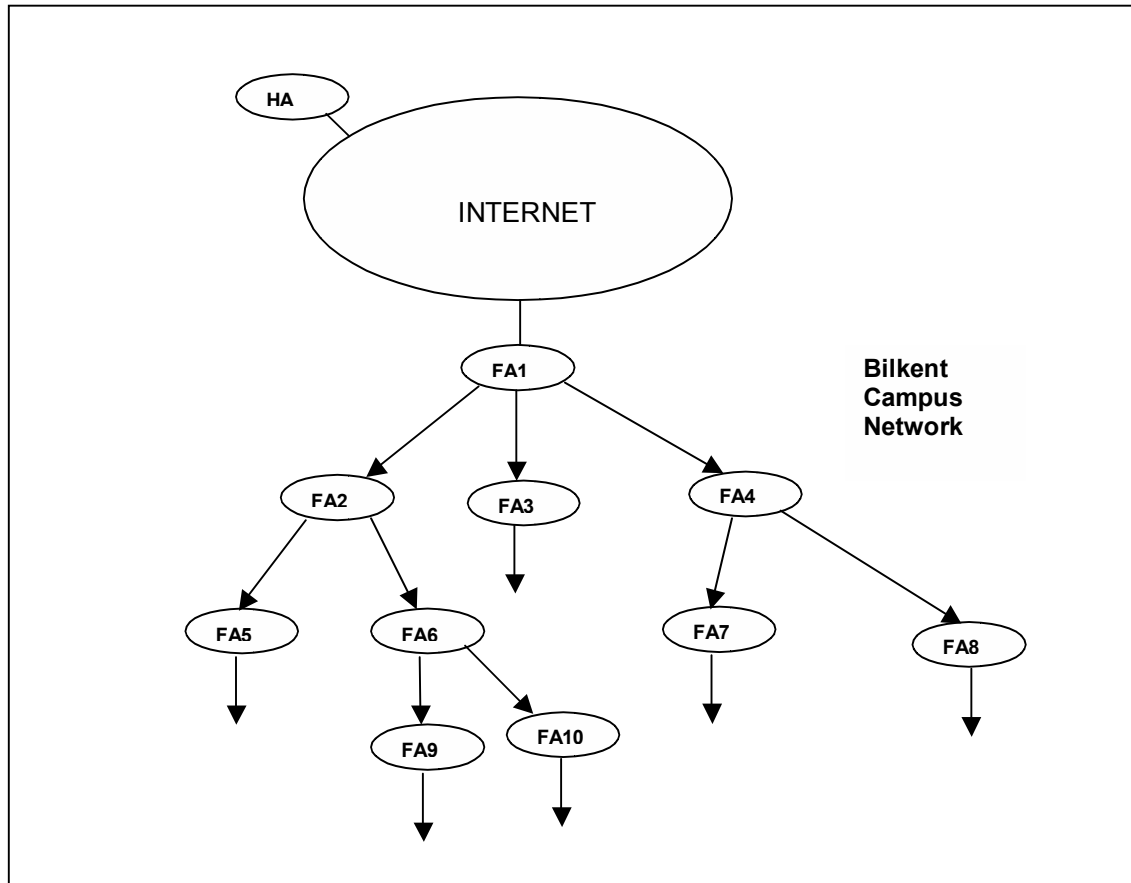 HA
INTERNET
FA1
Bilkent
Campus
Network
FA2
FA3
FA4
FA5
FA6
FA7
FA8
FA9
FA10